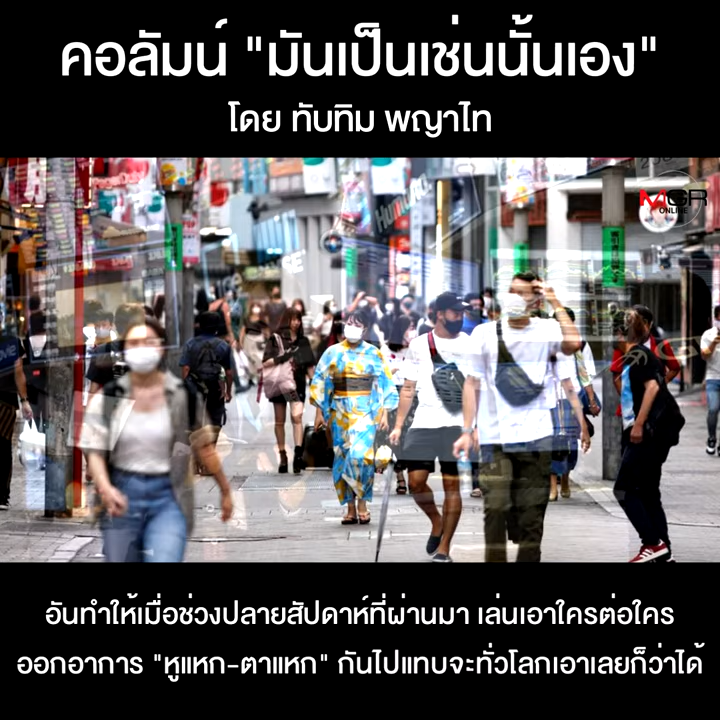 คอลัมน์ "มันเป็นเช่นนั้นเอง"
โดย ทับทิม พญาไท
MGR
ONLINE
อันทำให้เมื่อช่วงปลายสัปดาห์ที่ผ่านมา เล่นเอาใครต่อใคร
ออกอาการ "หูแหก-ตาแหก" กันไปแทบจะทั่วโลกเอาเลยก็ว่าได้